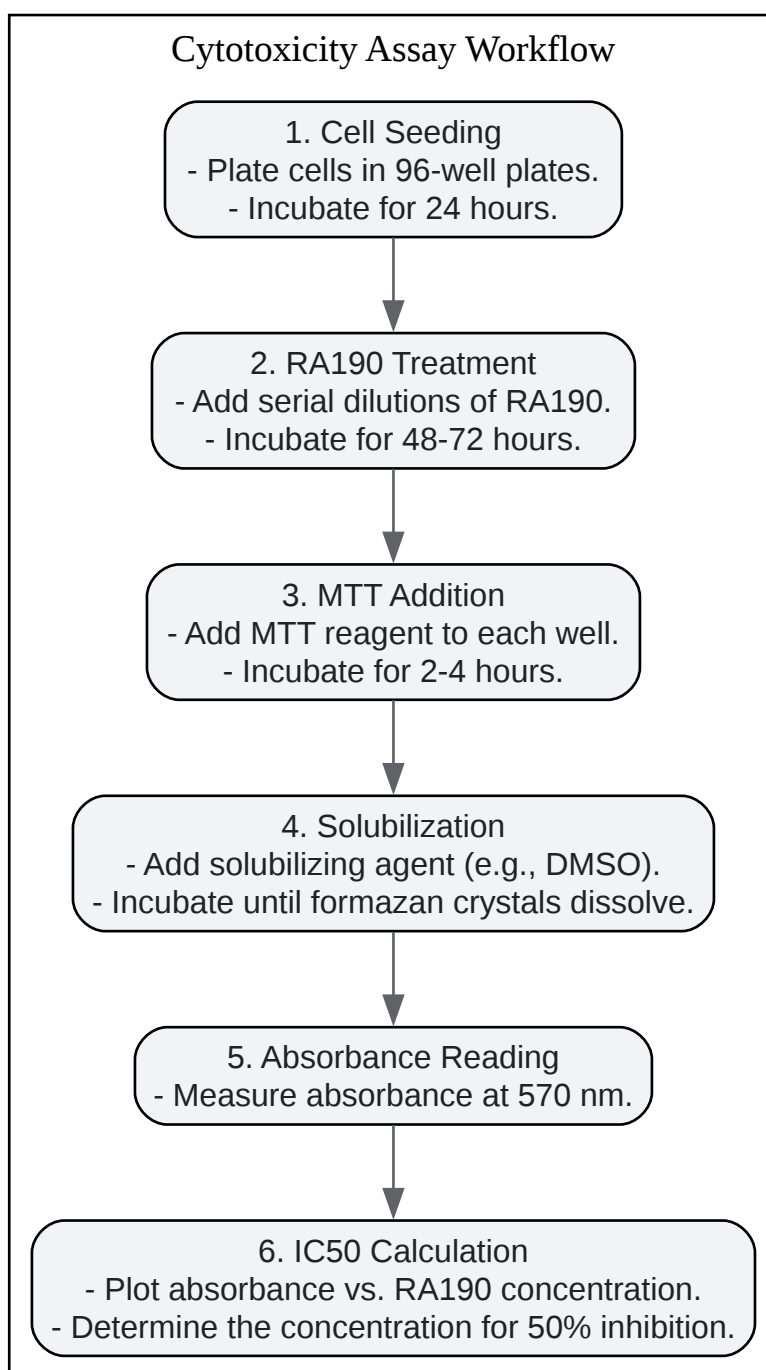 Cytotoxicity Assay Workflow
1. Cell Seeding
- Plate cells in 96-well plates.
- Incubate for 24 hours.
2. RA190 Treatment
- Add serial dilutions of RA190.
- Incubate for 48-72 hours.
3. MTT Addition
- Add MTT reagent to each well.
- Incubate for 2-4 hours.
4. Solubilization
- Add solubilizing agent (e.g., DMSO).
- Incubate until formazan crystals dissolve.
5. Absorbance Reading
- Measure absorbance at 570 nm.
6. IC50 Calculation
- Plot absorbance vs. RA190 concentration.
- Determine the concentration for 50% inhibition.